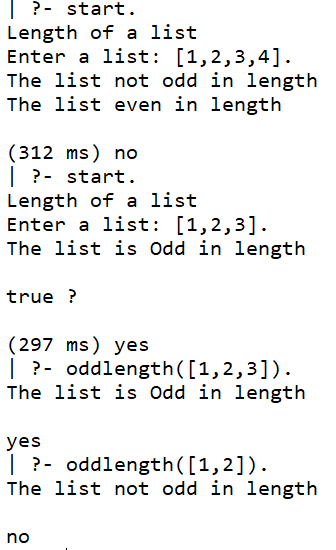 | ?- start.
Length of a list
Enter a list: [1,2,3,4].
The list not odd in length
The list even in length
(312 ms) no
| ?- start.
Length of a list
Enter a list: [1,2,3].
The list is Odd in length
true ?
(297 ms) yes
| ?- oddlength([1,2,3]).
The list is Odd in length
yes
| ?- oddlength([1,2]).
The list not odd in length
no